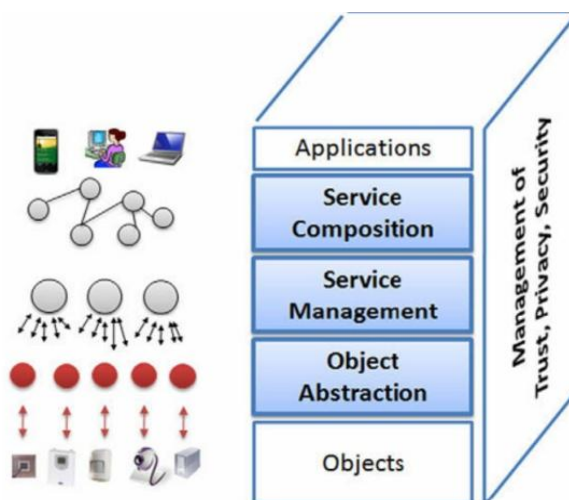 Applications
Service
Composition
Service
Management
Object
Abstraction
Objects
Management of
Trust, Privacy, Security